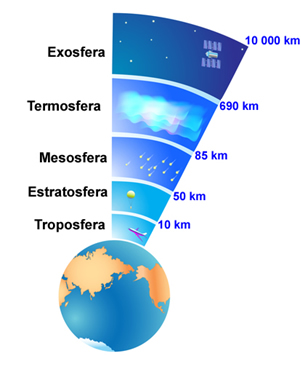 10 000 km
Exosfera
690 km
Termosfera
85 km
Mesosfera
50 km
Estratosfera
10 km
Troposfera